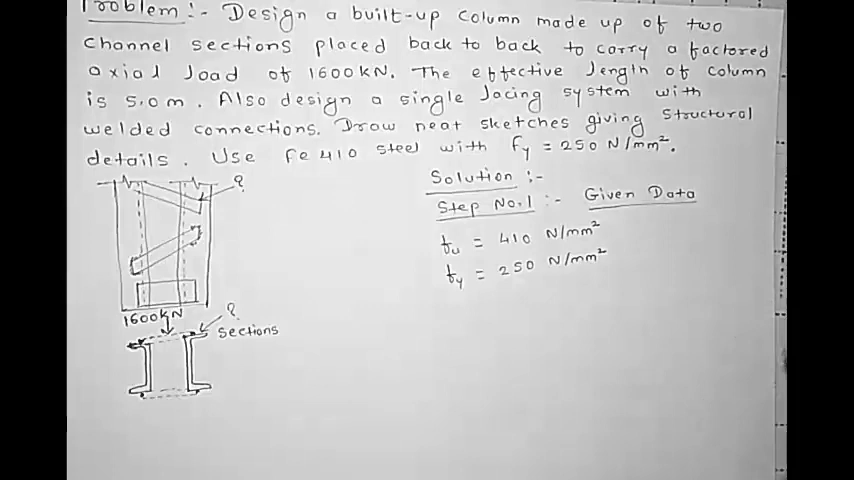 Problem :- Design a built-up column made up of two
channel sections placed back to back to carry a factored
axial load of 1600KN. The effective length of column
is 5.0m. Also design a single lacing system with
welded connections. Draw neat sketches giving structural
details. Use Fe 410 steel with fy = 250 N/mm².
Solution :-
Step No.1 :- Given Data
fu = 410 N/mm²
fy = 250 N/mm²
?
1600KN
?
sections